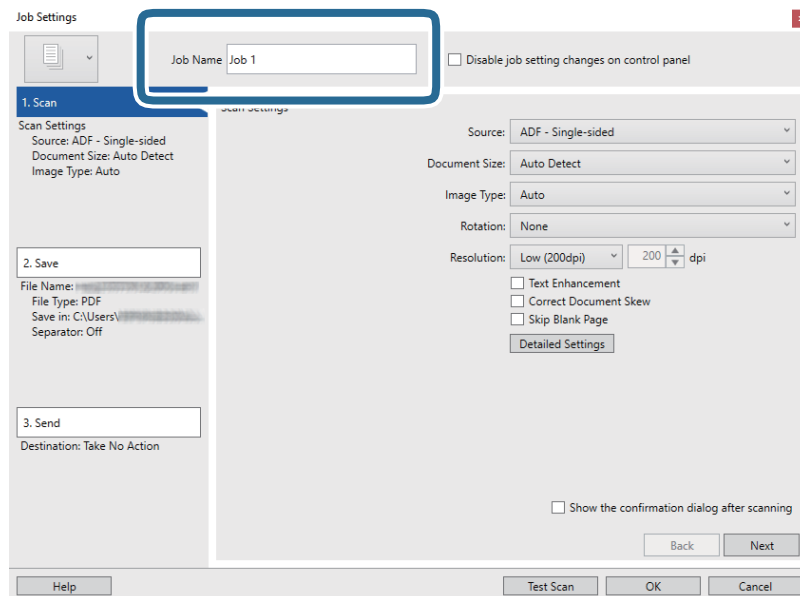 Job Settings
Job Name Job 1
Disable job setting changes on control panel
1. Scan
Scan Settings
Source: ADF - Single-sided
Document Size: Auto Detect
Image Type: Auto
2. Save
File Name:
File Type: PDF
Save in: C:\Users\
Separator: Off
3. Send
Destination: Take No Action
Scan Settings
Source: ADF - Single-sided
Document Size: Auto Detect
Image Type: Auto
Rotation: None
Resolution: Low (200dpi) 200 dpi
Text Enhancement
Correct Document Skew
Skip Blank Page
Detailed Settings
Show the confirmation dialog after scanning
Back Next
Help Test Scan OK Cancel